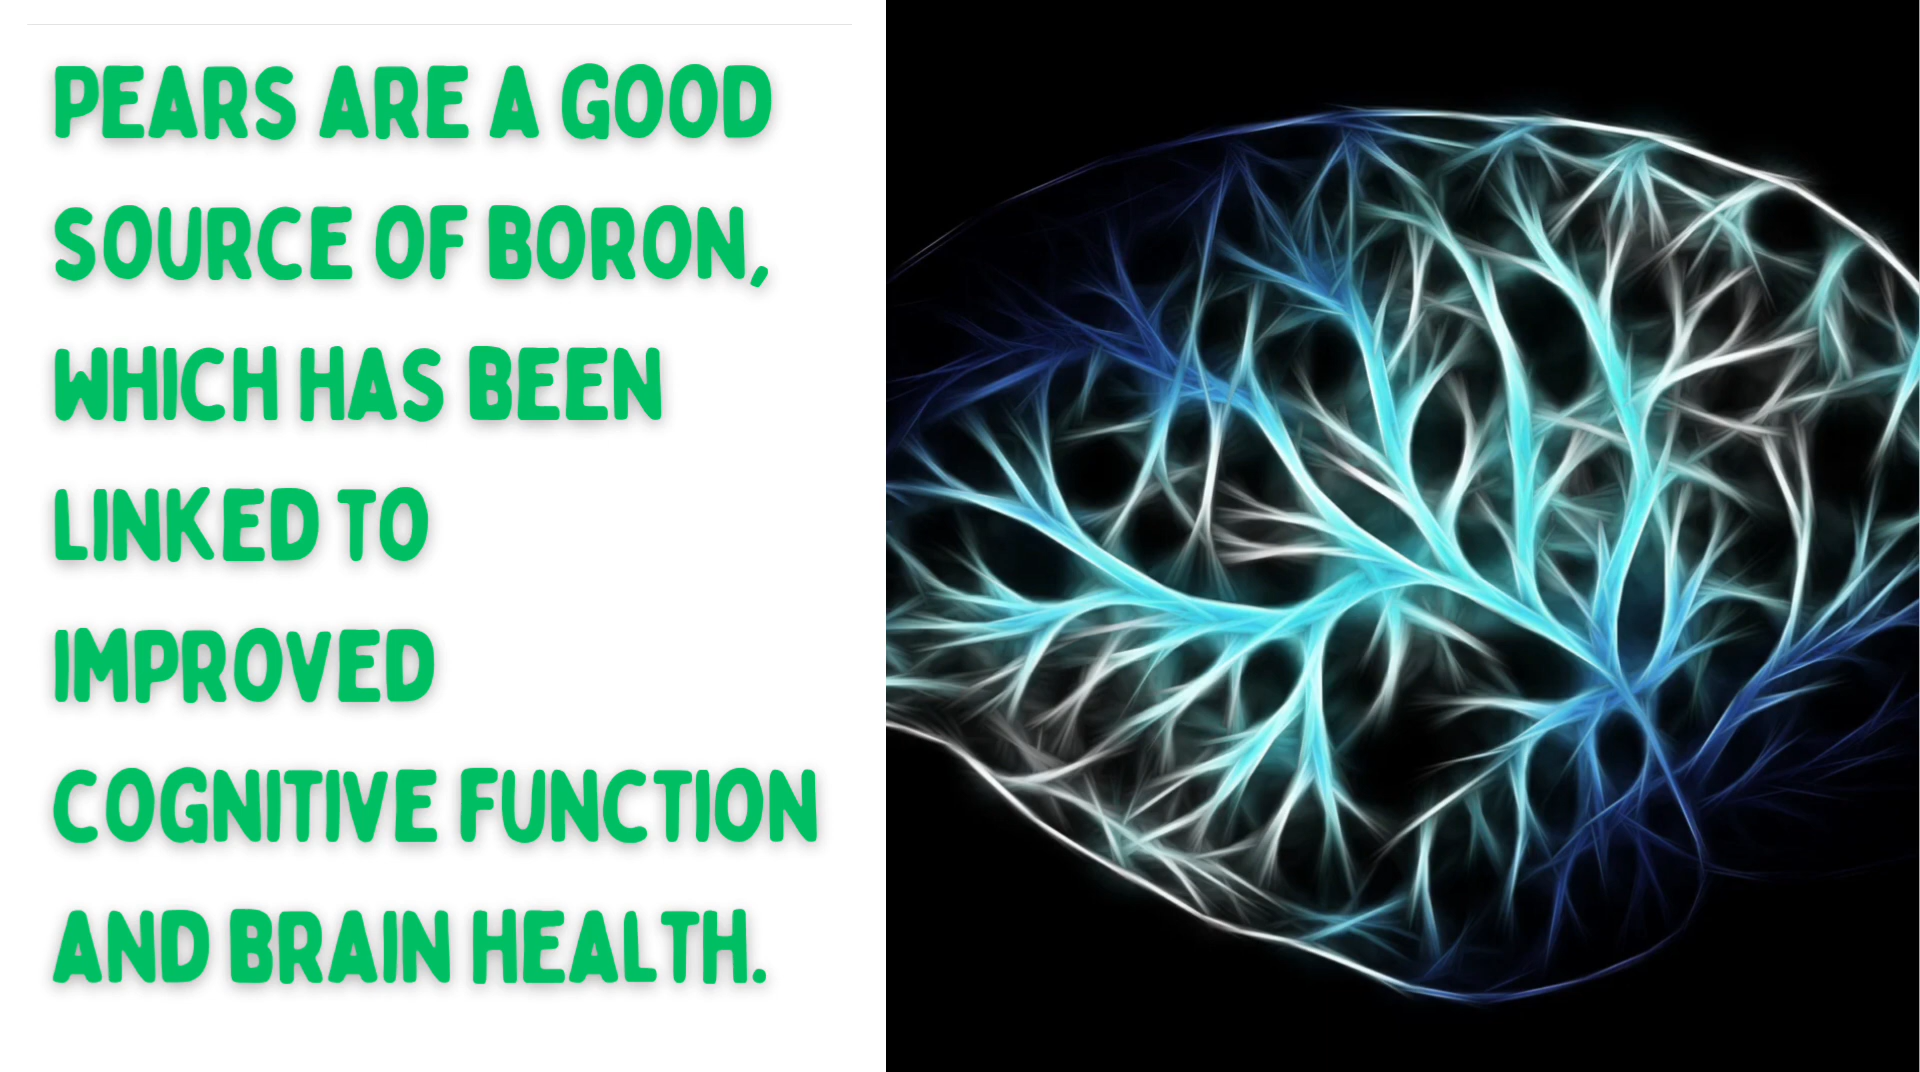 PEARS ARE A GOOD
SOURCE OF BORON,
WHICH HAS BEEN
LINKED TO
IMPROVED
COGNITIVE FUNCTION
AND BRAIN HEALTH.